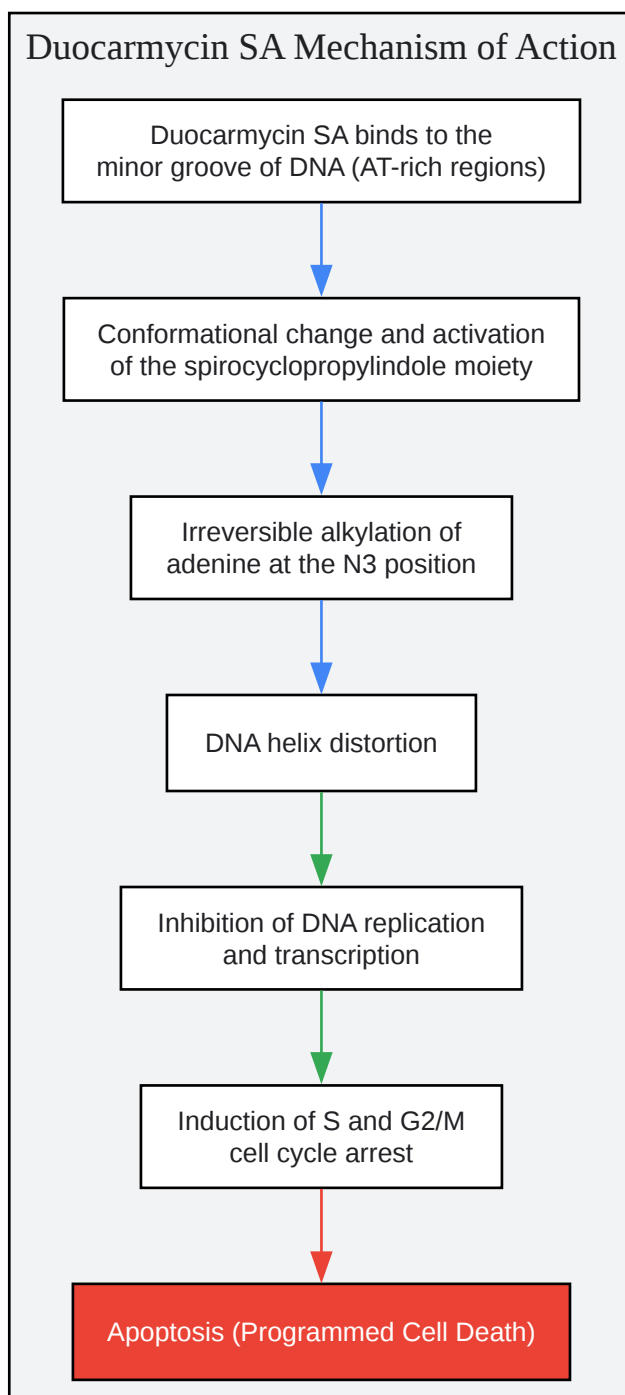 Duocarmycin SA Mechanism of Action
Duocarmycin SA binds to the
minor groove of DNA (AT-rich regions)
Conformational change and activation
of the spirocyclopropylindole moiety
Irreversible alkylation of
adenine at the N3 position
DNA helix distortion
Inhibition of DNA replication
and transcription
Induction of S and G2/M
cell cycle arrest
Apoptosis (Programmed Cell Death)